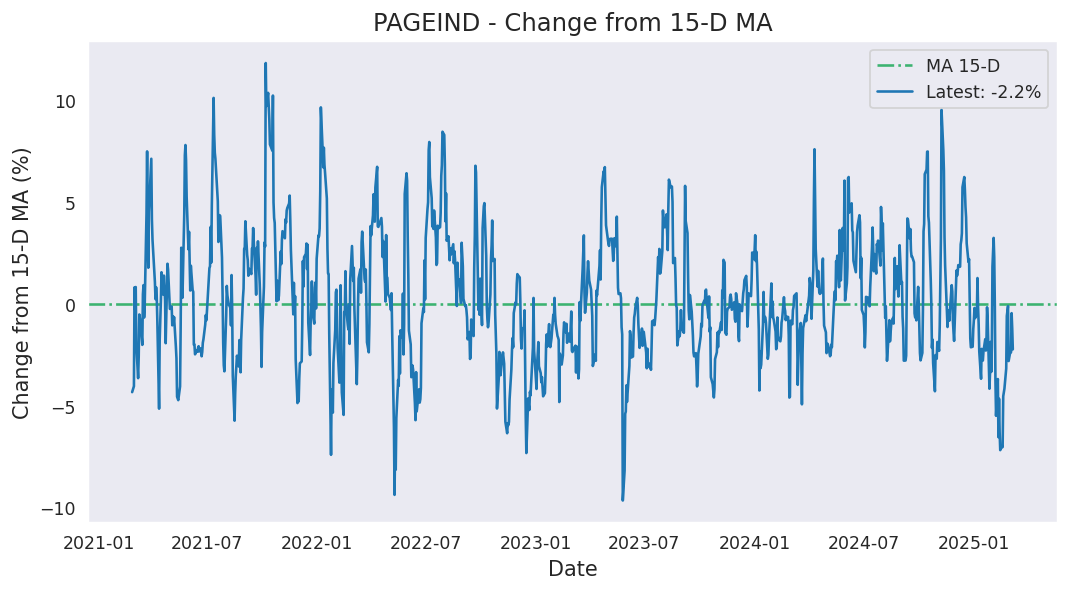 PAGEIND - Change from 15-D MA
MA 15-D
Latest: -2.2%
Change from 15-D MA (%)
10
5
0
−5
−10
2021-01 2021-07 2022-01 2022-07 2023-01 2023-07 2024-01 2024-07 2025-01
Date